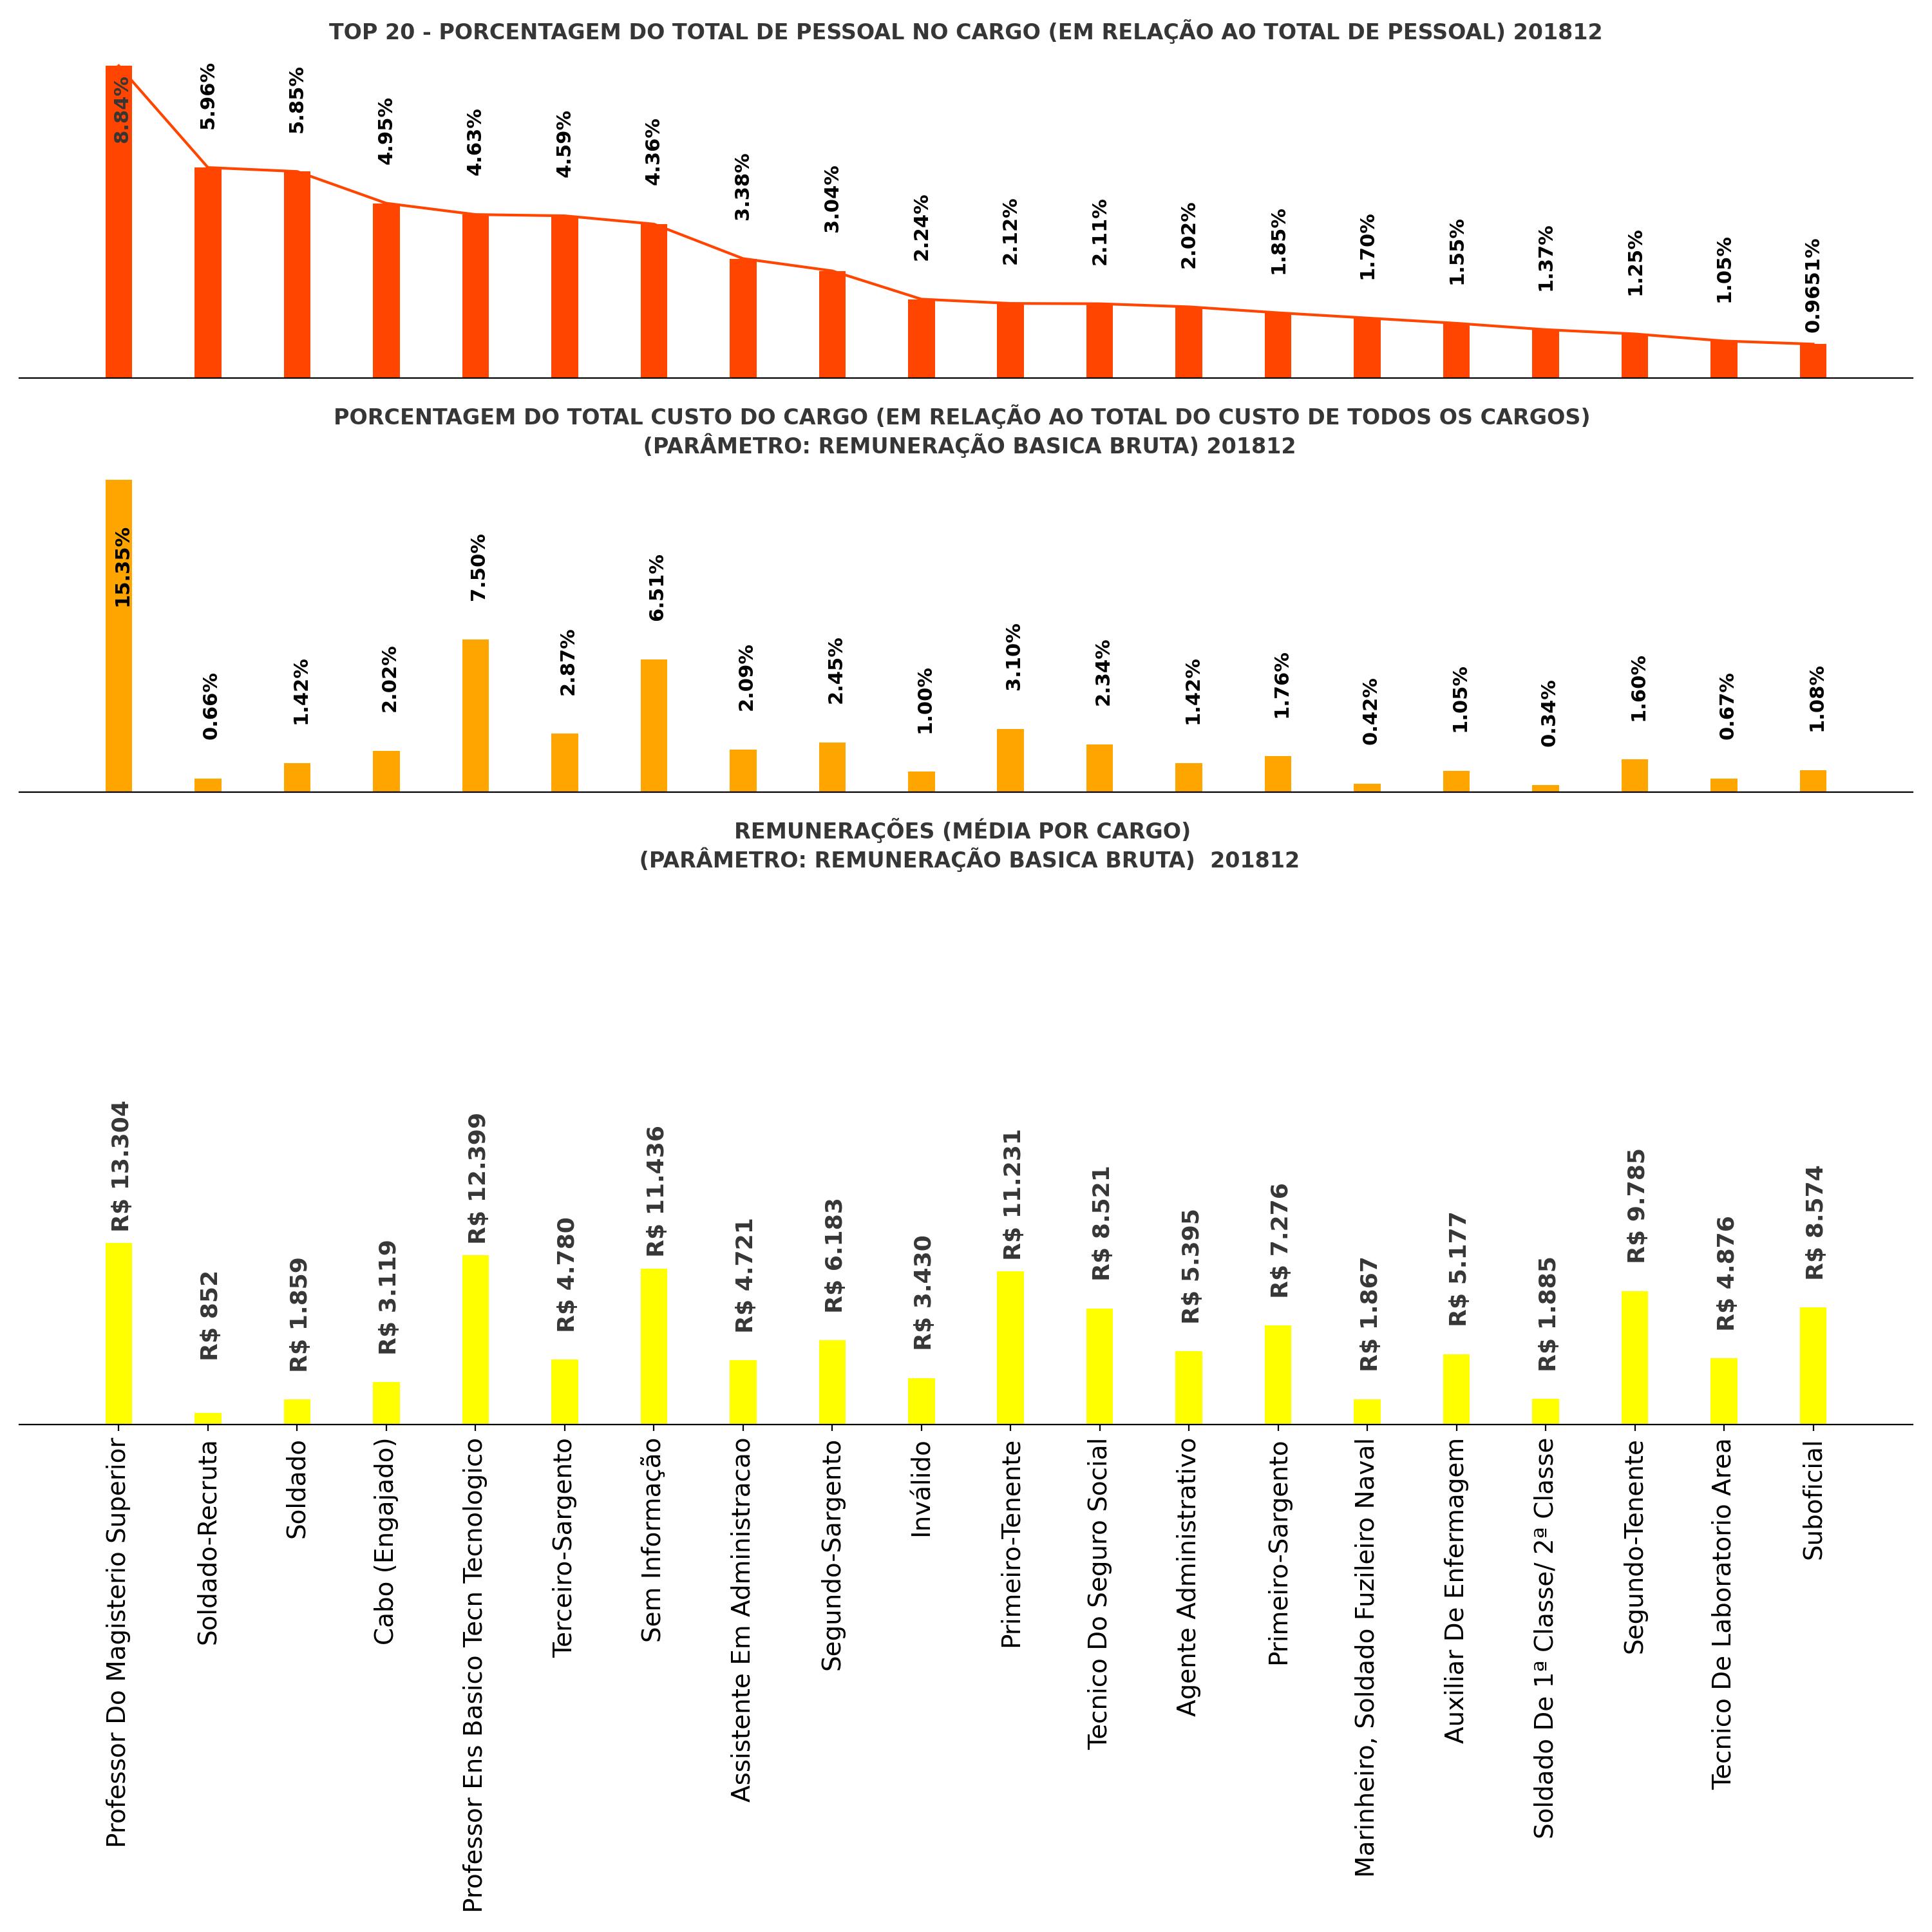 TOP 20 - PORCENTAGEM DO TOTAL DE PESSOAL NO CARGO (EM RELAÇÃO AO TOTAL DE PESSOAL) 201812
8.84%
5.96%
5.85%
4.95%
4.63%
4.59%
4.36%
3.38%
3.04%
2.24%
2.12%
2.11%
2.02%
1.85%
1.70%
1.55%
1.37%
1.25%
1.05%
0.9651%
PORCENTAGEM DO TOTAL CUSTO DO CARGO (EM RELAÇÃO AO TOTAL DO CUSTO DE TODOS OS CARGOS)
(PARÂMETRO: REMUNERAÇÃO BASICA BRUTA) 201812
15.35%
0.66%
1.42%
2.02%
7.50%
2.87%
6.51%
2.09%
2.45%
1.00%
3.10%
2.34%
1.42%
1.76%
0.42%
1.05%
0.34%
1.60%
0.67%
1.08%
REMUNERAÇÕES (MÉDIA POR CARGO)
(PARÂMETRO: REMUNERAÇÃO BASICA BRUTA)  201812
R$ 13.304
R$ 852
R$ 1.859
R$ 3.119
R$ 12.399
R$ 4.780
R$ 11.436
R$ 4.721
R$ 6.183
R$ 3.430
R$ 11.231
R$ 8.521
R$ 5.395
R$ 7.276
R$ 1.867
R$ 5.177
R$ 1.885
R$ 9.785
R$ 4.876
R$ 8.574
Professor Do Magisterio Superior
Soldado-Recruta
Soldado
Cabo (Engajado)
Professor Ens Basico Tecn Tecnologico
Terceiro-Sargento
Sem Informação
Assistente Em Administracao
Segundo-Sargento
Inválido
Primeiro-Tenente
Tecnico Do Seguro Social
Agente Administrativo
Primeiro-Sargento
Marinheiro, Soldado Fuzileiro Naval
Auxiliar De Enfermagem
Soldado De 1ª Classe/ 2ª Classe
Segundo-Tenente
Tecnico De Laboratorio Area
Suboficial